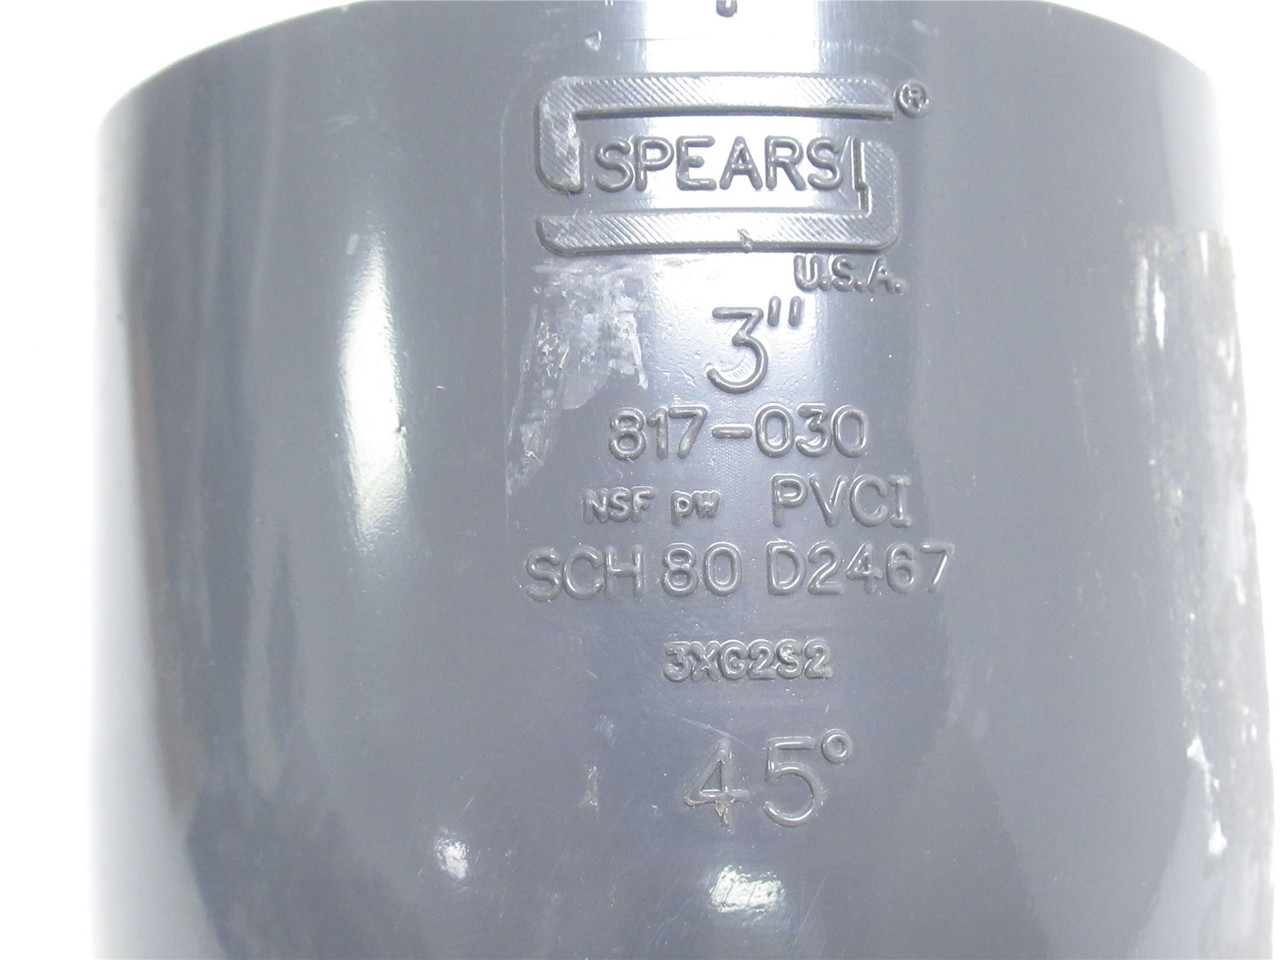 SPEARS®
U.S.A.
3"
817-030
NSF pw PVCI
SCH 80 D2467
3XG2S2
45°